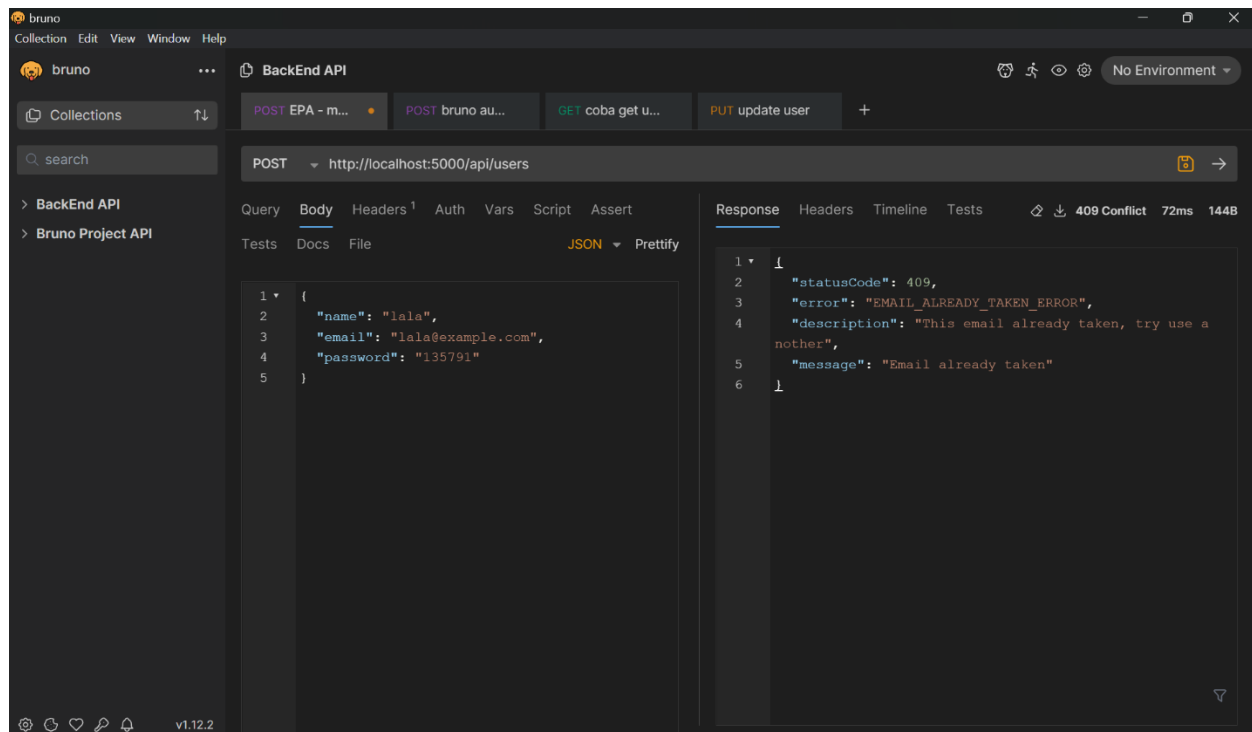 bruno
Collection Edit View Window Help
bruno ...
BackEnd API
No Environment
Collections
POST EPA - m...
POST bruno au...
GET coba get u...
PUT update user
+
search
POST http://localhost:5000/api/users
> BackEnd API
> Bruno Project API
Query Body Headers 1 Auth Vars Script Assert
Tests Docs File JSON Prettify
1 {
2 "name": "lala",
3 "email": "lala@example.com",
4 "password": "135791"
5 }
Response Headers Timeline Tests 409 Conflict 72ms 144B
1 {
2 "statusCode": 409,
3 "error": "EMAIL_ALREADY_TAKEN_ERROR",
4 "description": "This email already taken, try use a
nother",
5 "message": "Email already taken"
6 }
v1.12.2